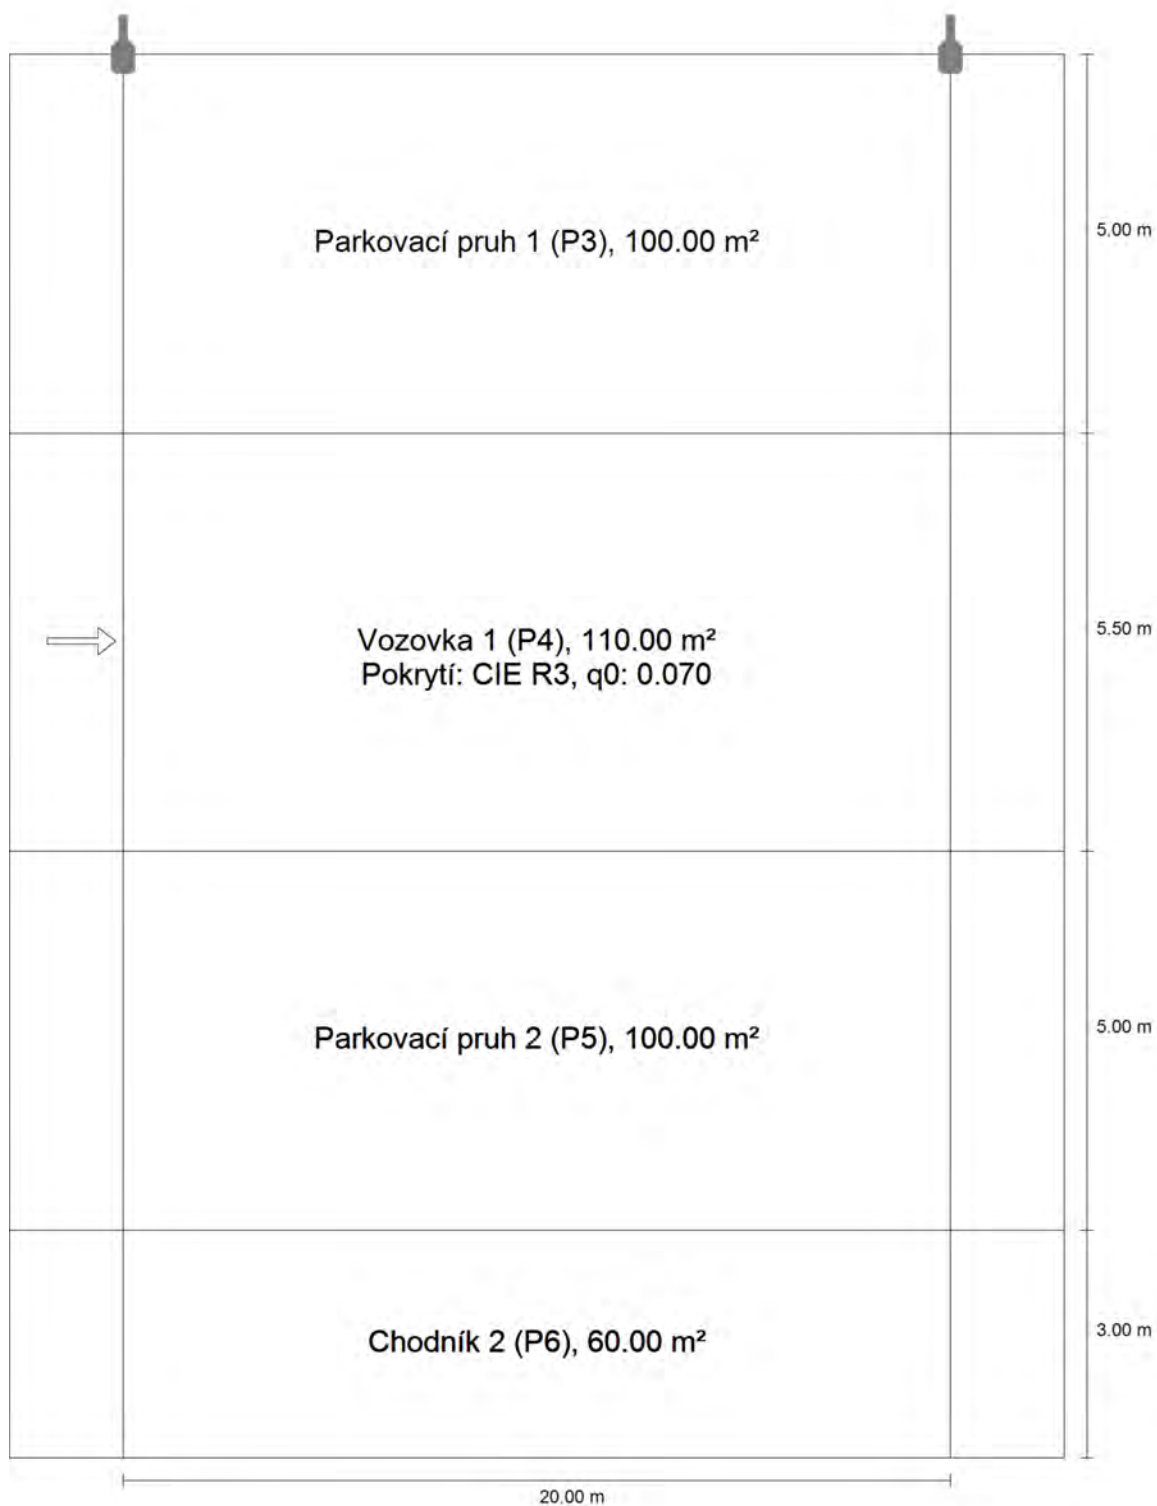 Parkovací pruh 1 (P3), 100.00 m²
5.00 m
Vozovka 1 (P4), 110.00 m²
Pokrytí: CIE R3, q0: 0.070
5.50 m
Parkovací pruh 2 (P5), 100.00 m²
5.00 m
Chodník 2 (P6), 60.00 m²
3.00 m
20.00 m